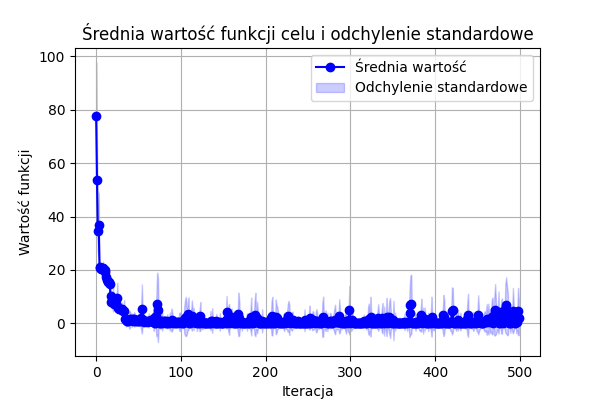 Średnia wartość funkcji celu i odchylenie standardowe
Średnia wartość
Odchylenie standardowe
Wartość funkcji
100
80
60
40
20
0
0 100 200 300 400 500
Iteracja